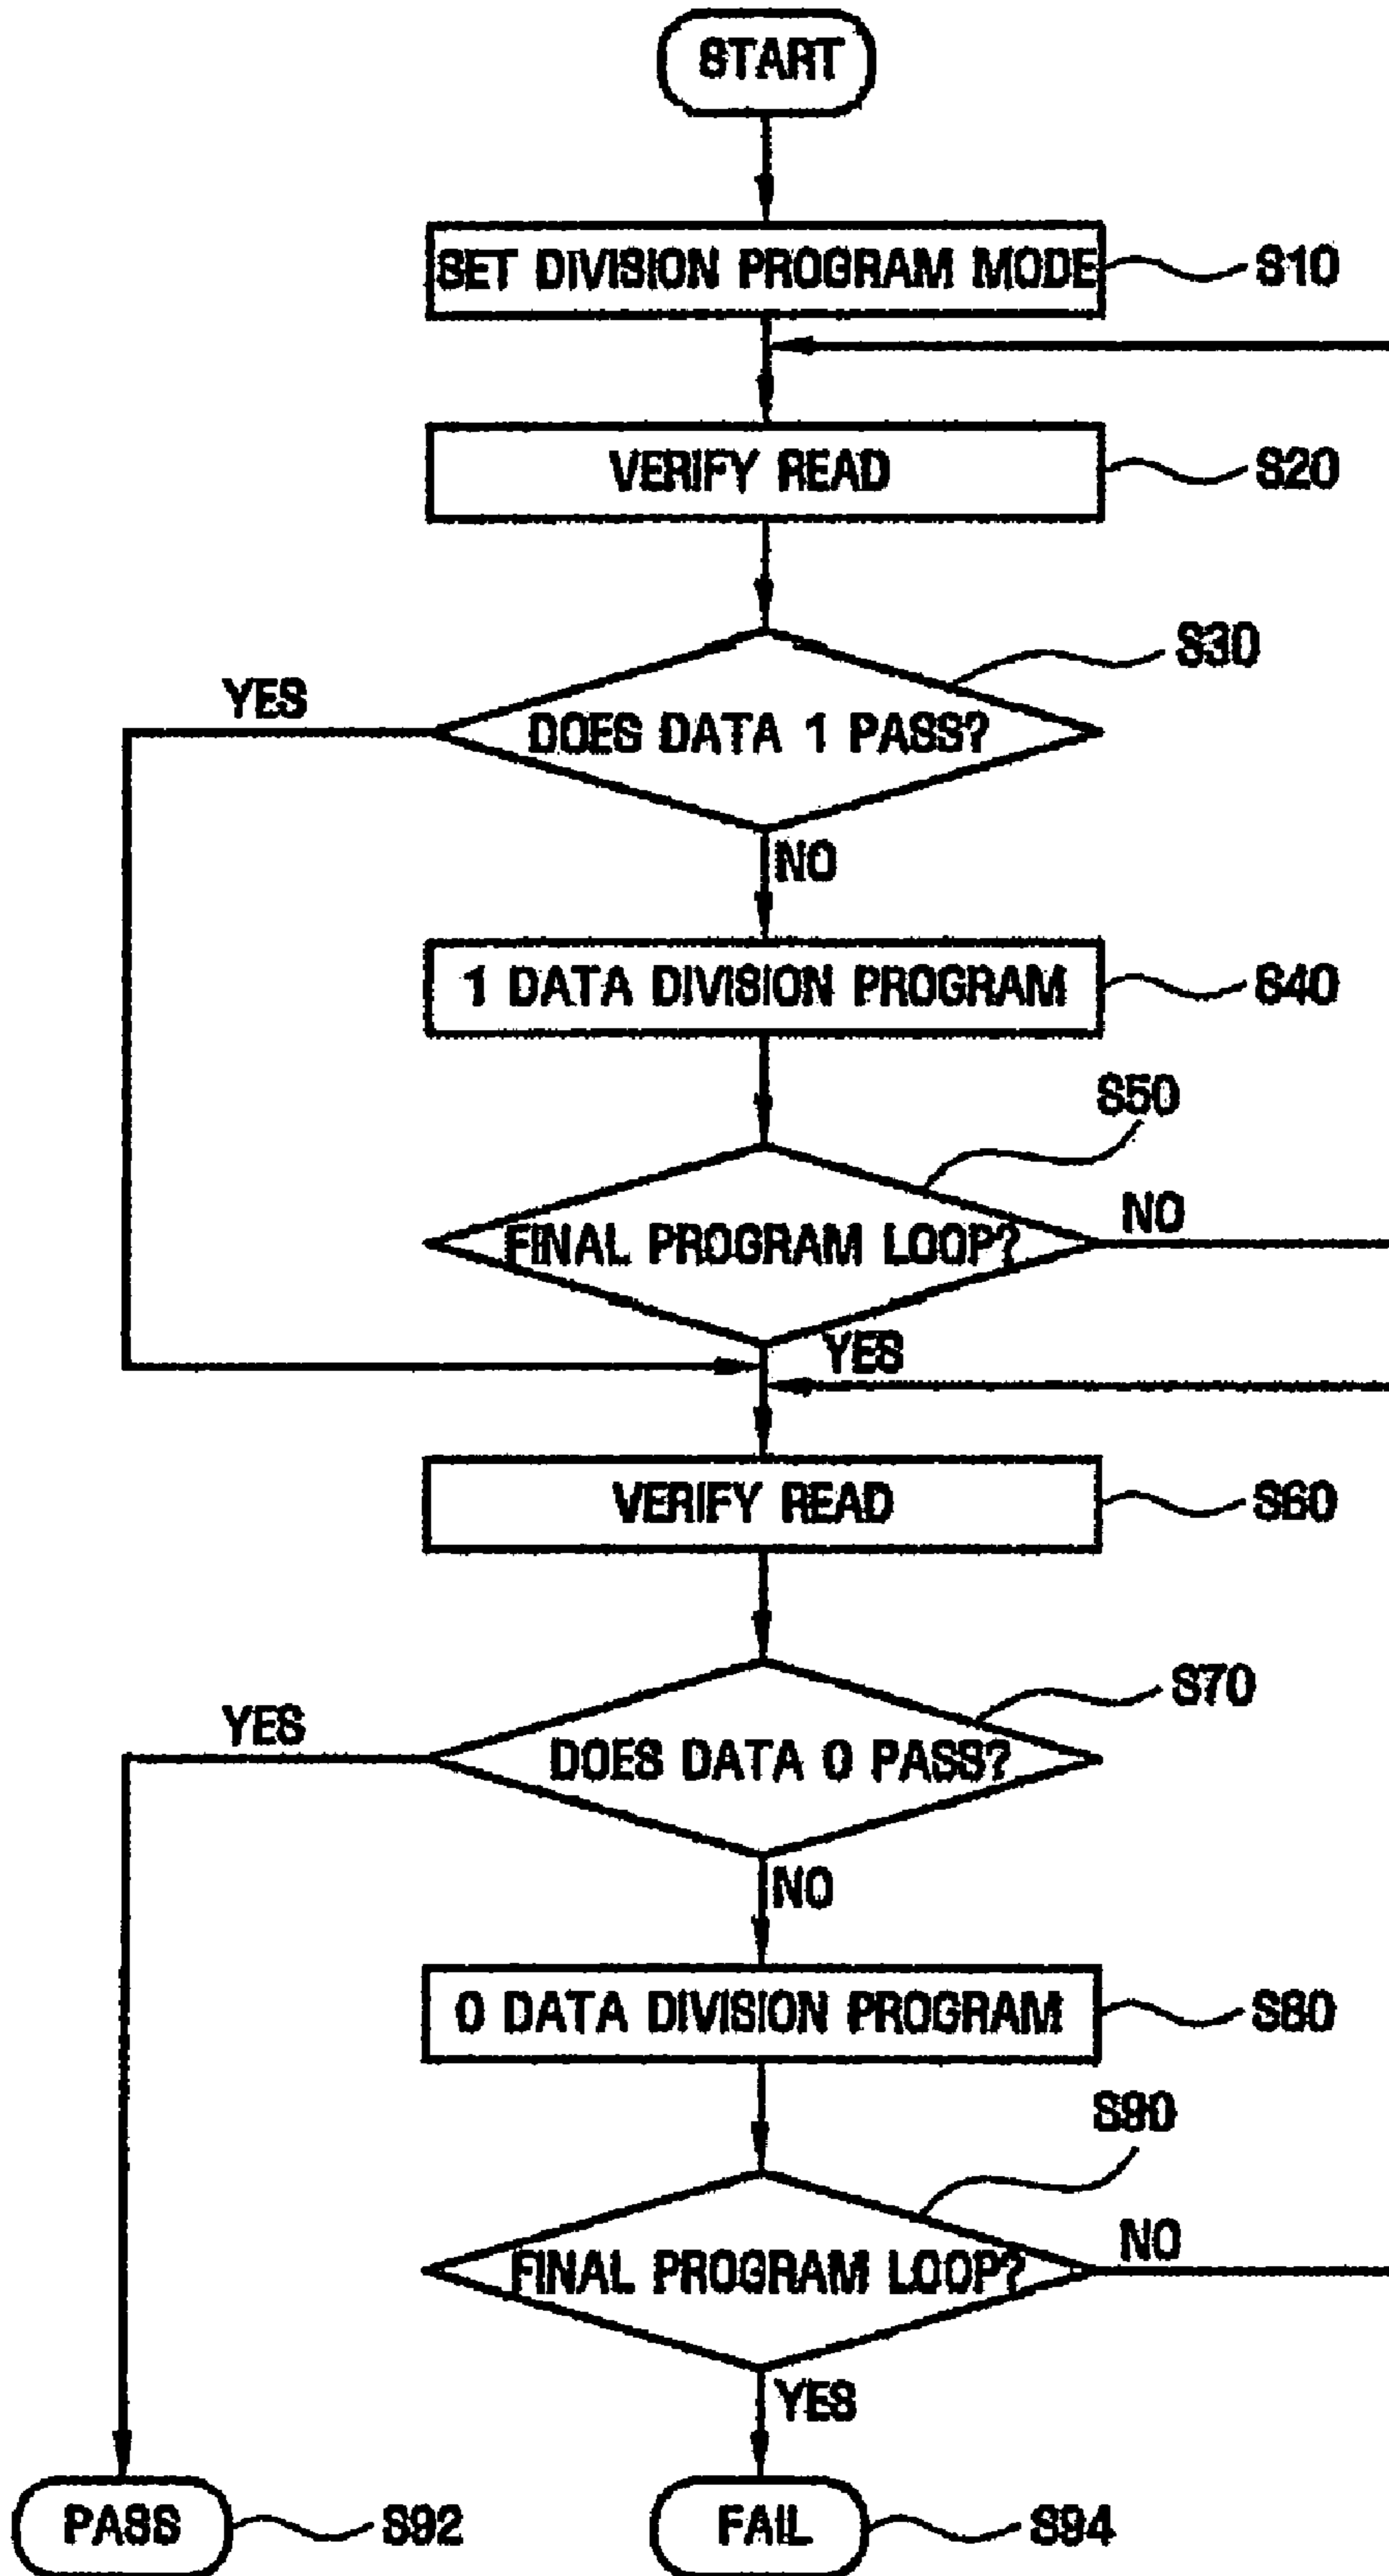 START
SET DIVISION PROGRAM MODE
S10
VERIFY READ
S20
S30
YES
DOES DATA 1 PASS?
NO
1 DATA DIVISION PROGRAM
S40
S50
NO
FINAL PROGRAM LOOP?
YES
VERIFY READ
S60
S70
YES
DOES DATA 0 PASS?
NO
0 DATA DIVISION PROGRAM
S80
S90
NO
FINAL PROGRAM LOOP?
YES
PASS
S92
FAIL
S94